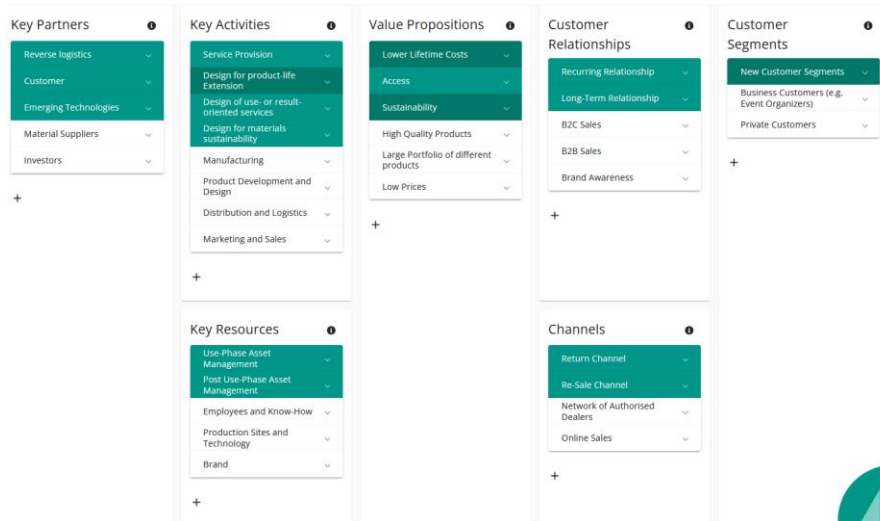 Key Partners
Reverse logistics
Customer
Emerging Technologies
Material Suppliers
Investors
+
Key Activities
Service Provision
Design for product-life
Extension
Design of use- or result-
oriented services
Design for materials
sustainability
Manufacturing
Product Development and
Design
Distribution and Logistics
Marketing and Sales
+
Key Resources
Use-Phase Asset
Management
Post Use-Phase Asset
Management
Employees and Know-How
Production Sites and
Technology
Brand
+
Value Propositions
Lower Lifetime Costs
Access
Sustainability
High Quality Products
Large Portfolio of different
products
Low Prices
+
Customer
Relationships
Recurring Relationship
Long-Term Relationship
B2C Sales
B2B Sales
Brand Awareness
+
Channels
Return Channel
Re-Sale Channel
Network of Authorised
Dealers
Online Sales
+
Customer
Segments
New Customer Segments
Business Customers (e.g.
Event Organizers)
Private Customers
+